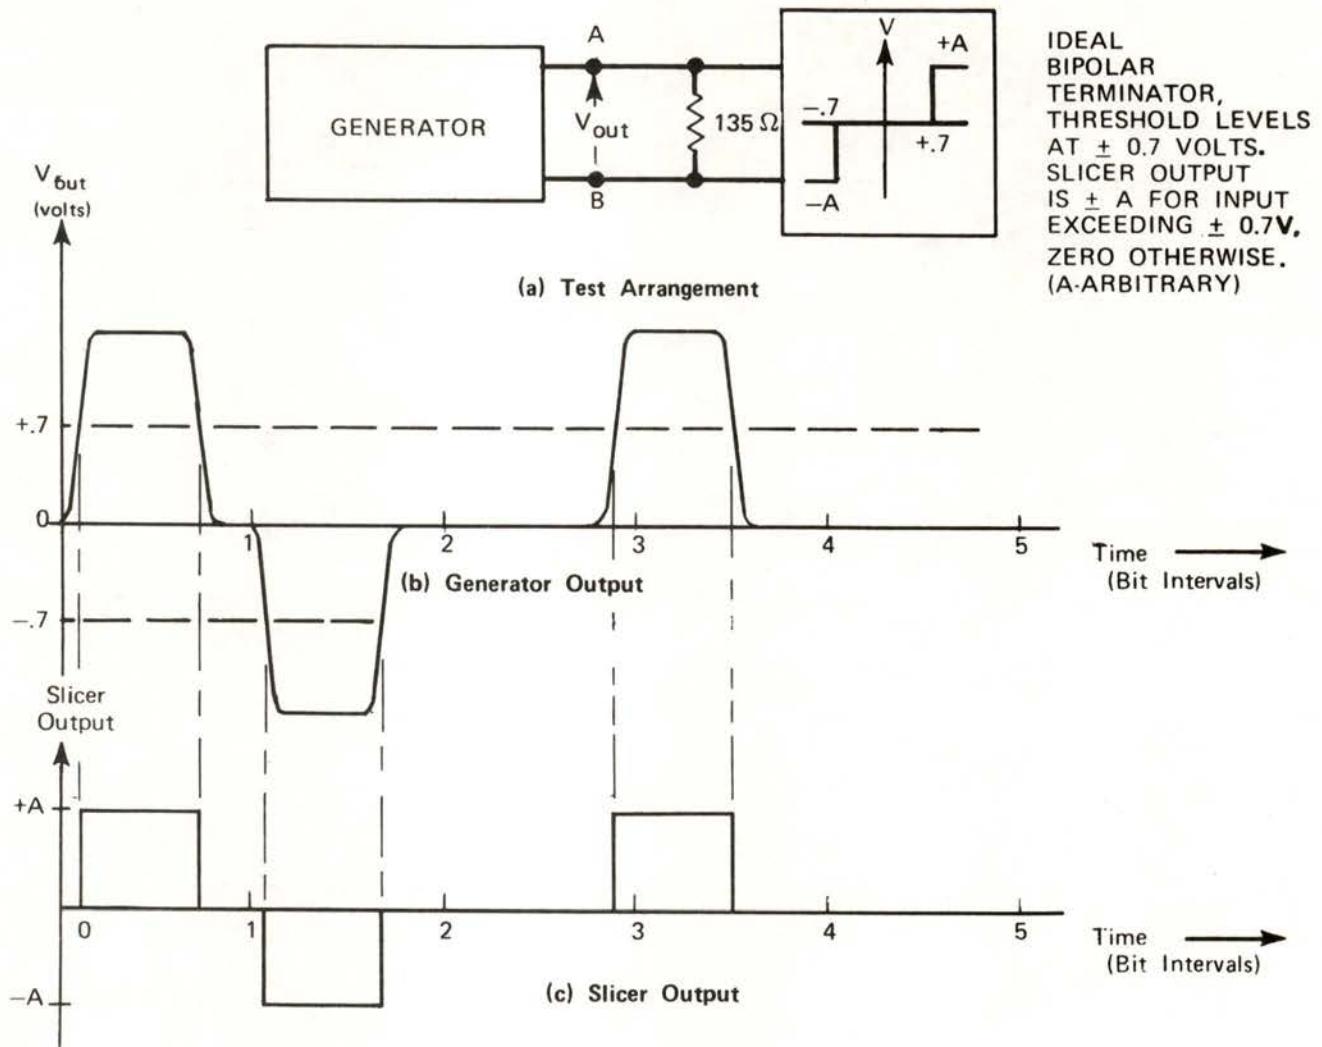 A
GENERATOR
V out
135 Ω
B
V
+A
-.7
+.7
-A
IDEAL
BIPOLAR
TERMINATOR,
THRESHOLD LEVELS
AT ± 0.7 VOLTS.
SLICER OUTPUT
IS ± A FOR INPUT
EXCEEDING ± 0.7V,
ZERO OTHERWISE.
(A-ARBITRARY)
(a) Test Arrangement
V out
(volts)
+.7
0
1
2
3
4
5
Time
(Bit Intervals)
(b) Generator Output
-.7
Slicer
Output
+A
0
1
2
3
4
5
Time
(Bit Intervals)
-A
(c) Slicer Output